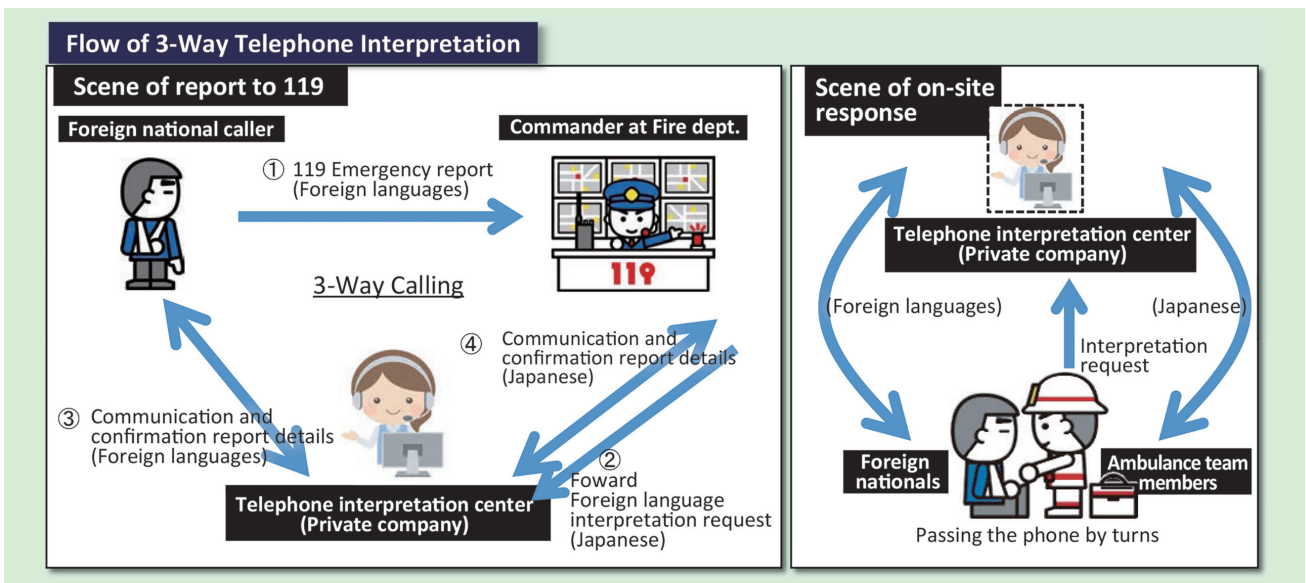 Flow of 3-Way Telephone Interpretation
Scene of report to 119
Foreign national caller
Commander at Fire dept.
① 119 Emergency report
(Foreign languages)
119
3-Way Calling
④ Communication and
confirmation report details
(Japanese)
③ Communication and
confirmation report details
(Foreign languages)
②
Foward
Foreign language
interpretation request
(Japanese)
Telephone interpretation center
(Private company)
Scene of on-site
response
Telephone interpretation center
(Private company)
(Foreign languages)
(Japanese)
Interpretation
request
Foreign
nationals
Ambulance team
members
Passing the phone by turns